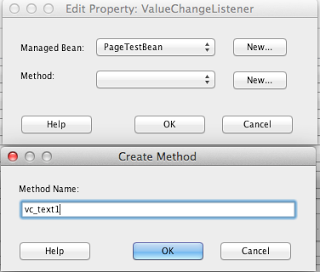 Edit Property: ValueChangeListener
Managed Bean: PageTestBean New...
Method: New...
Help OK Cancel
Create Method
Method Name:
vc_text1
Help OK Cancel